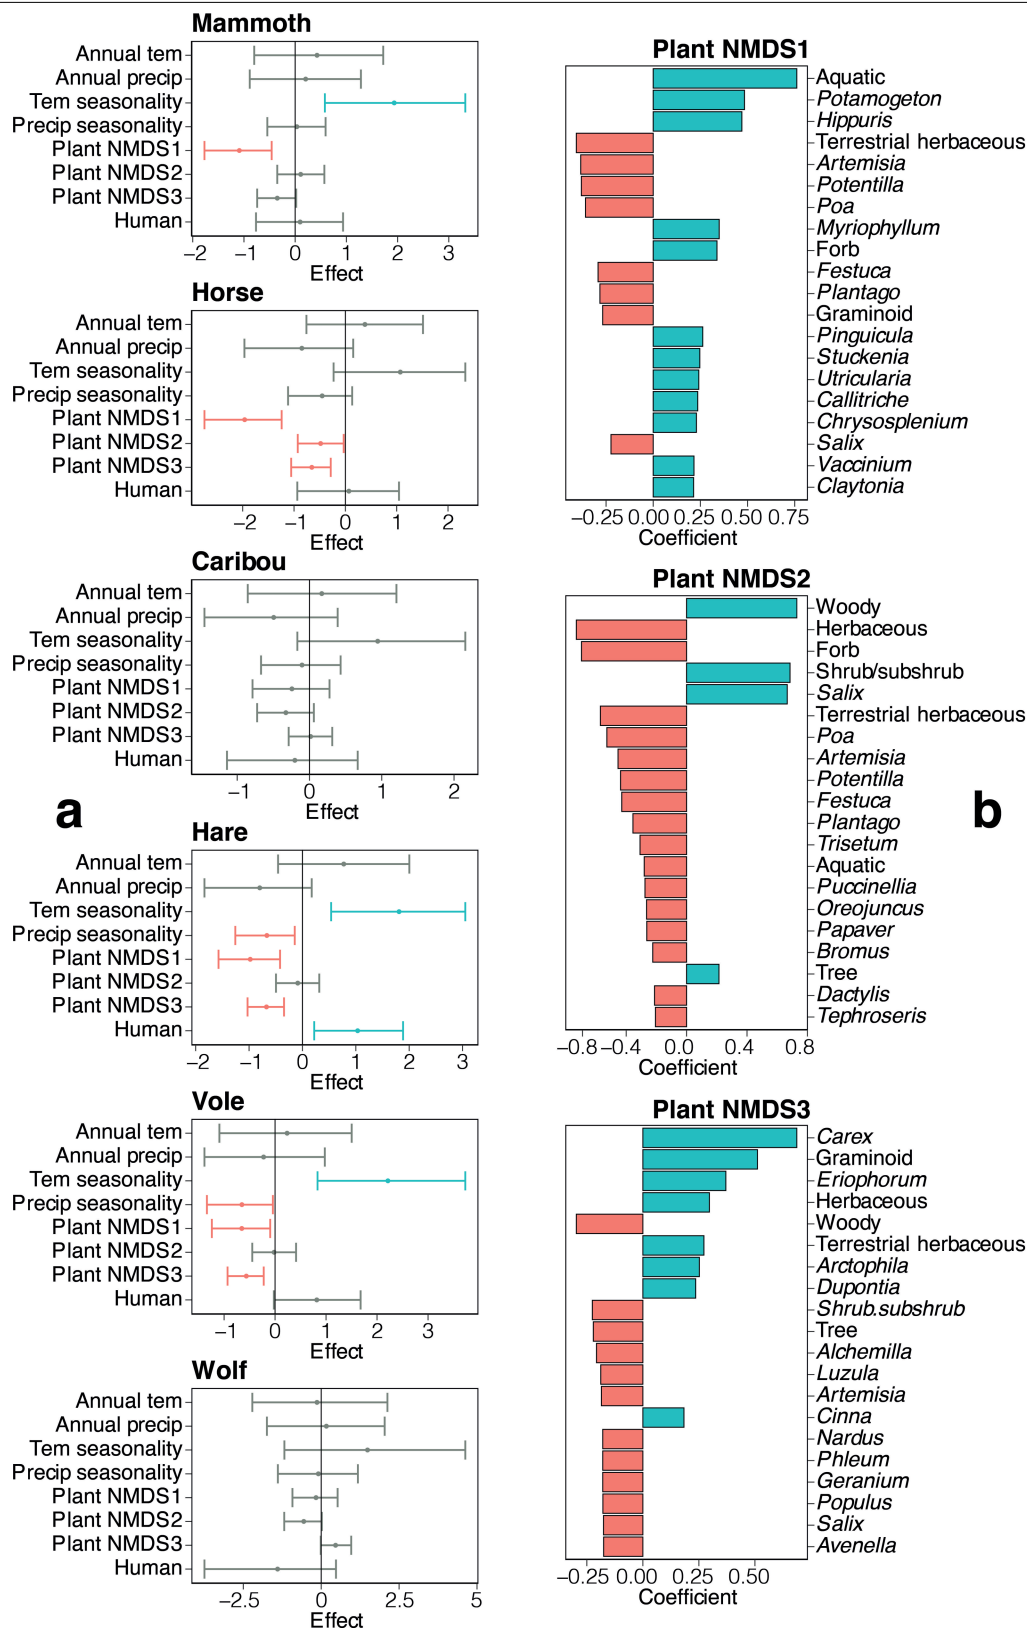 Mammoth
Annual tem
Annual precip
Tem seasonality
Precip seasonality
Plant NMDS1
Plant NMDS2
Plant NMDS3
Human
−2 −1 0 1 2 3
Effect
Horse
Annual tem
Annual precip
Tem seasonality
Precip seasonality
Plant NMDS1
Plant NMDS2
Plant NMDS3
Human
−2 −1 0 1 2
Effect
Caribou
Annual tem
Annual precip
Tem seasonality
Precip seasonality
Plant NMDS1
Plant NMDS2
Plant NMDS3
Human
−1 0 1 2
Effect
a
Hare
Annual tem
Annual precip
Tem seasonality
Precip seasonality
Plant NMDS1
Plant NMDS2
Plant NMDS3
Human
−2 −1 0 1 2 3
Effect
Vole
Annual tem
Annual precip
Tem seasonality
Precip seasonality
Plant NMDS1
Plant NMDS2
Plant NMDS3
Human
−1 0 1 2 3
Effect
Wolf
Annual tem
Annual precip
Tem seasonality
Precip seasonality
Plant NMDS1
Plant NMDS2
Plant NMDS3
Human
−2.5 0 2.5 5
Effect
Plant NMDS1
Aquatic
Potamogeton
Hippuris
Terrestrial herbaceous
Artemisia
Potentilla
Poa
Myriophyllum
Forb
Festuca
Plantago
Graminoid
Pinguicula
Stuckenia
Utricularia
Callitriche
Chrysosplenium
Salix
Vaccinium
Claytonia
−0.25 0.00 0.25 0.50 0.75
Coefficient
Plant NMDS2
Woody
Herbaceous
Forb
Shrub/subshrub
Salix
Terrestrial herbaceous
Poa
Artemisia
Potentilla
Festuca
Plantago
Trisetum
Aquatic
Puccinellia
Oreojuncus
Papaver
Bromus
Tree
Dactylis
Tephroseris
−0.8 −0.4 0.0 0.4 0.8
Coefficient
b
Plant NMDS3
Carex
Graminoid
Eriophorum
Herbaceous
Woody
Terrestrial herbaceous
Arctophila
Dupontia
Shrub.subshrub
Tree
Alchemilla
Luzula
Artemisia
Cinna
Nardus
Phleum
Geranium
Populus
Salix
Avenella
−0.25 0.00 0.25 0.50
Coefficient